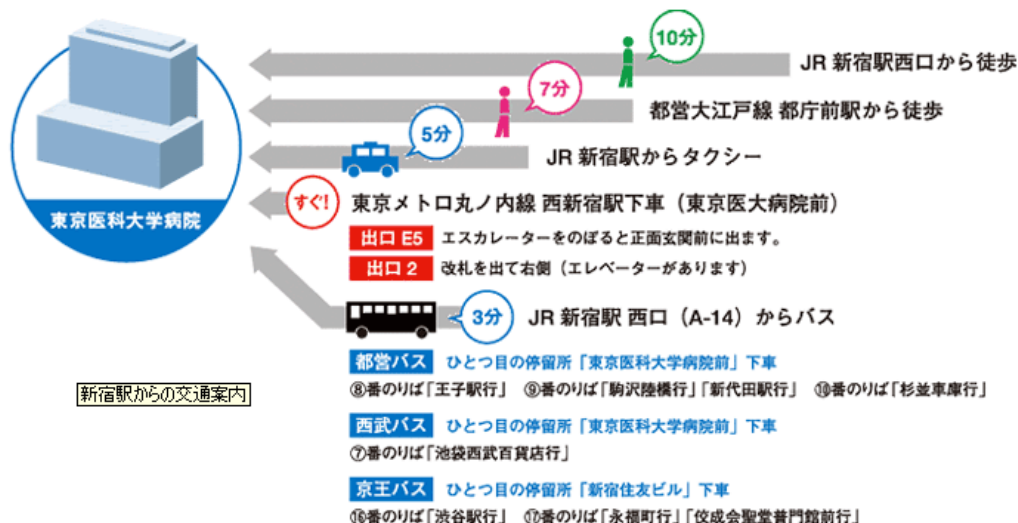 10分
JR 新宿駅西口から徒歩
7分
都営大江戸線 都庁前駅から徒歩
5分
JR 新宿駅からタクシー
東京医科大学病院
すぐ!
東京メトロ丸ノ内線 西新宿駅下車(東京医大病院前)
出口 E5 エスカレーターをのぼると正面玄関前に出ます。
出口 2 改札を出て右側(エレベーターがあります)
3分
JR 新宿駅 西口(A-14)からバス
都営バス ひとつ目の停留所「東京医科大学病院前」下車
⑧番のりば「王子駅行」 ⑨番のりば「駒沢陸橋行」「新代田駅行」 ⑩番のりば「杉並車庫行」
新宿駅からの交通案内
西武バス ひとつ目の停留所「東京医科大学病院前」下車
⑦番のりば「池袋西武百貨店行」
京王バス ひとつ目の停留所「新宿住友ビル」下車
⑯番のりば「渋谷駅行」 ⑰番のりば「永福町行」「佼成会聖堂普門館前行」